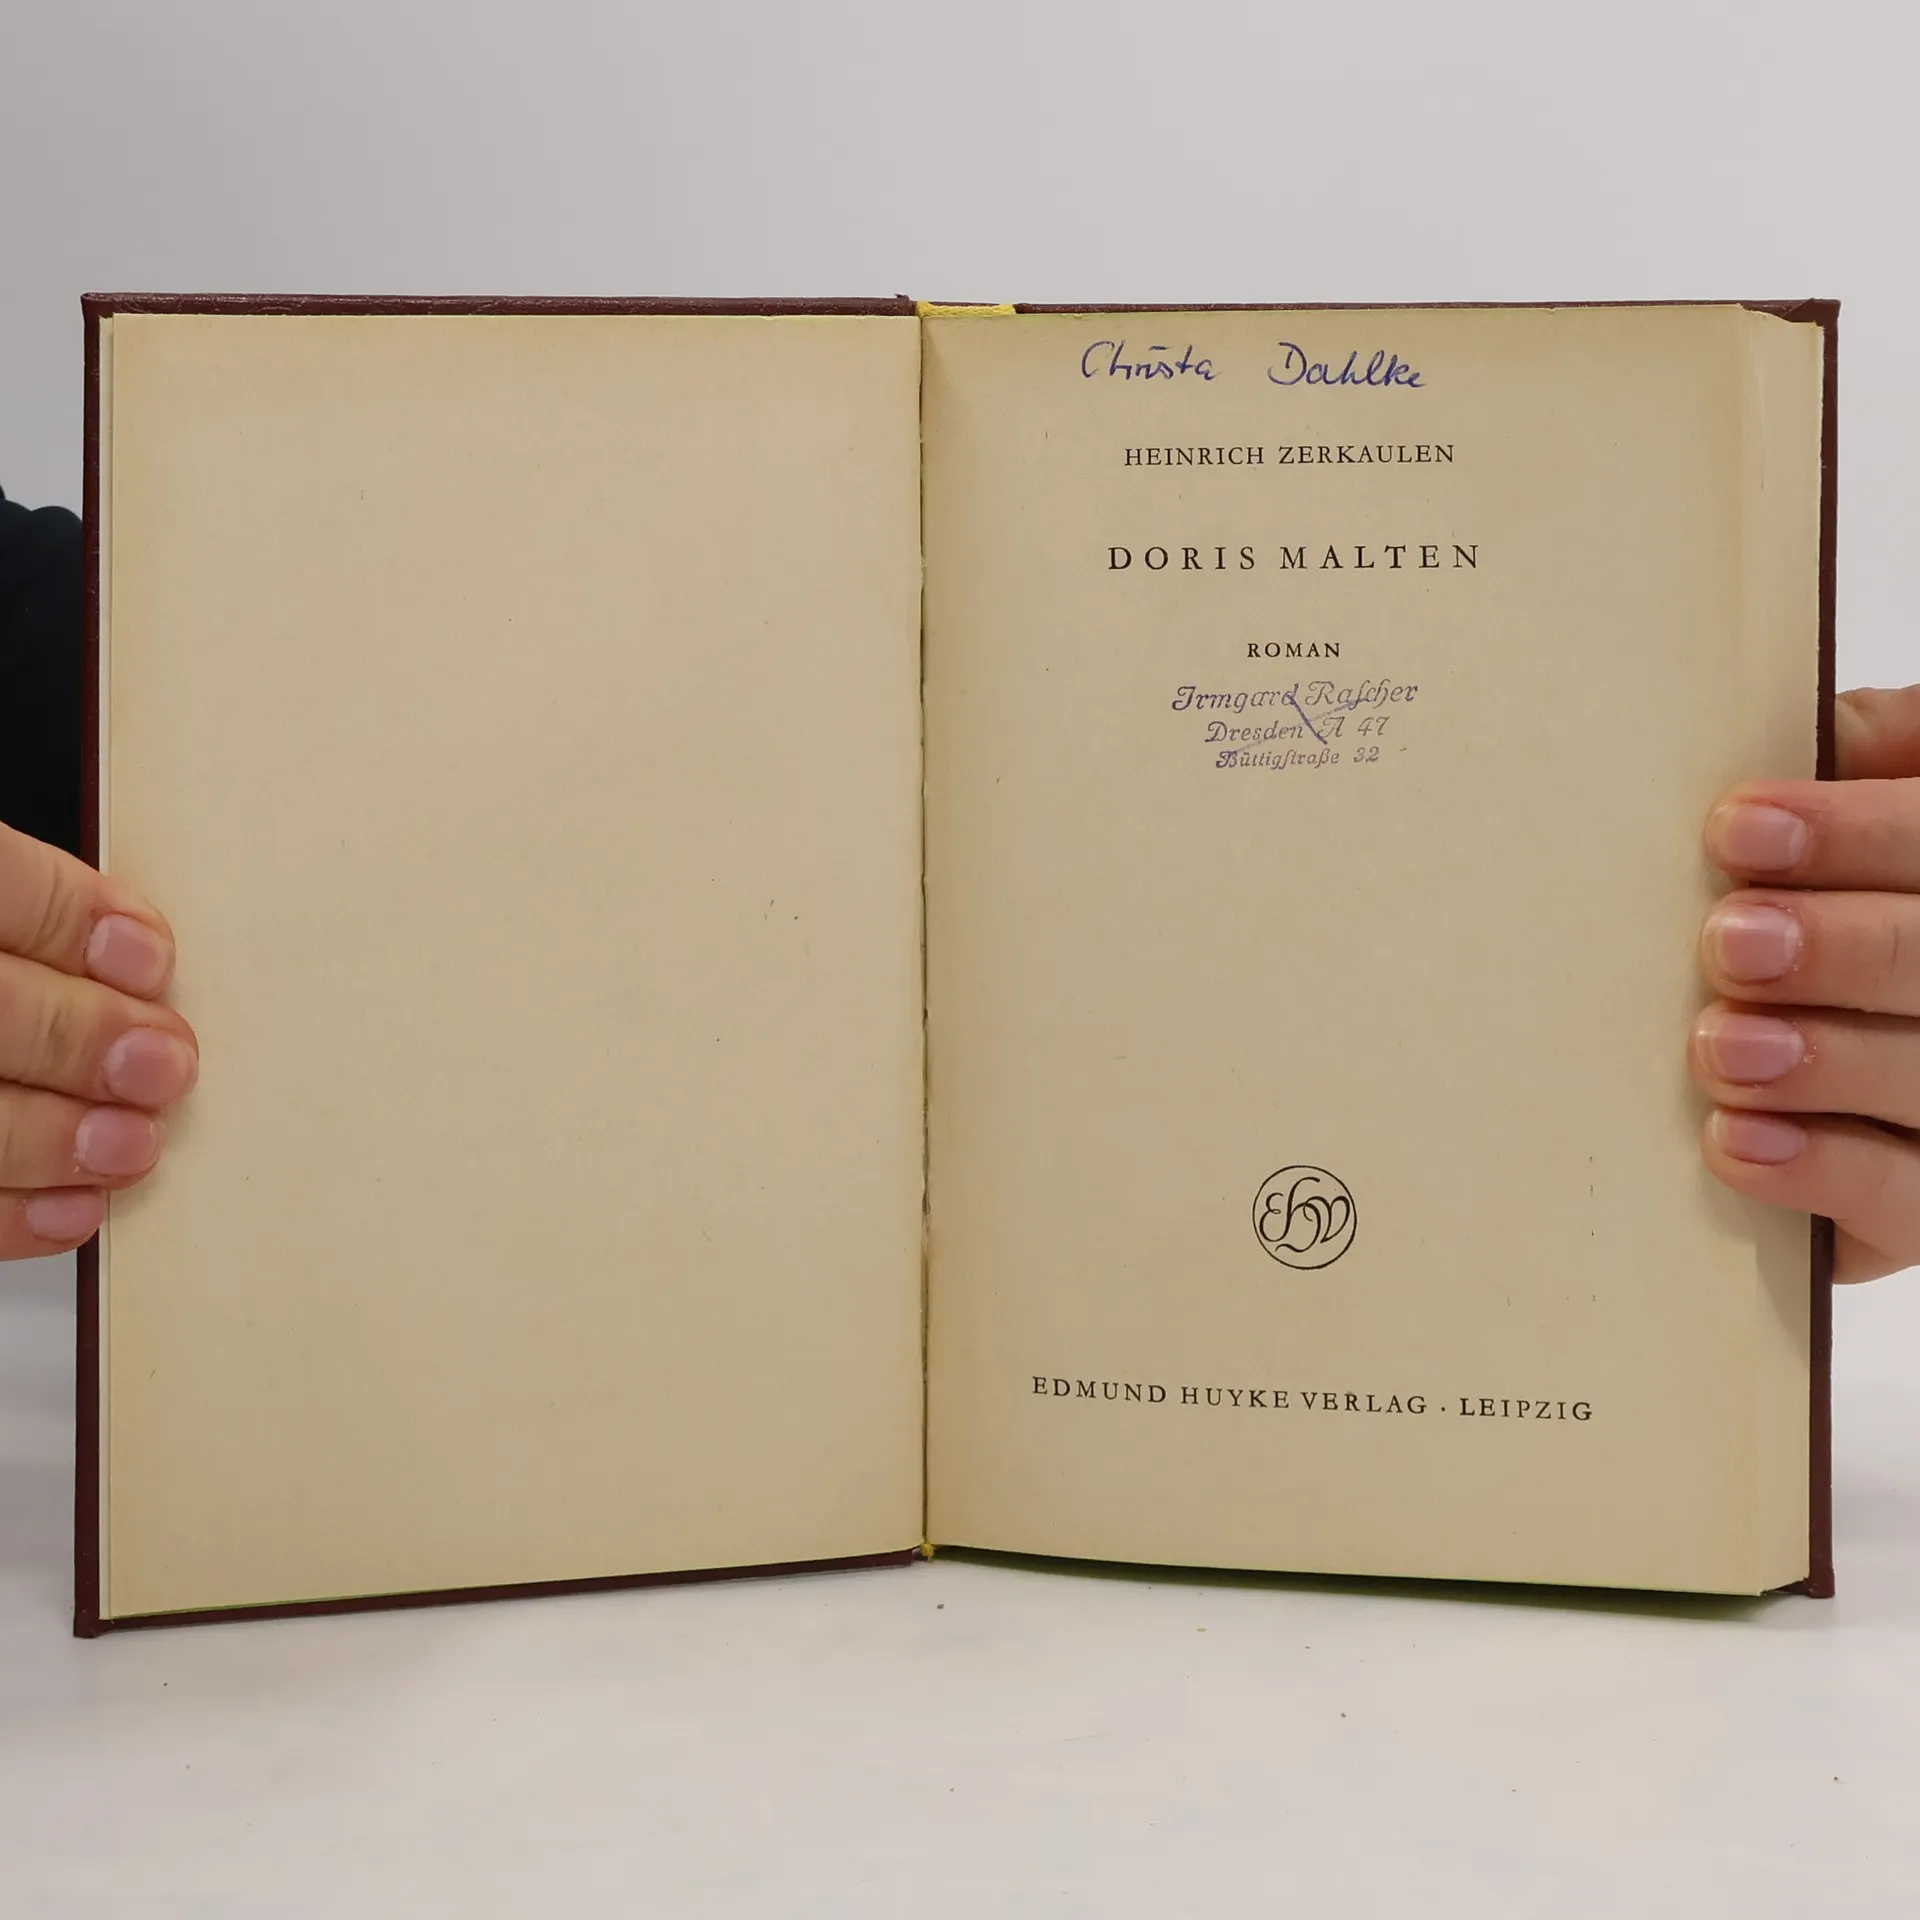 Christa Dahlke
HEINRICH ZERKAULEN
DORIS MALTEN
ROMAN
Irmgard Raſcher
Dresden A 47
Büttigſtraße 32
EHV
EDMUND HUYKE VERLAG · LEIPZIG